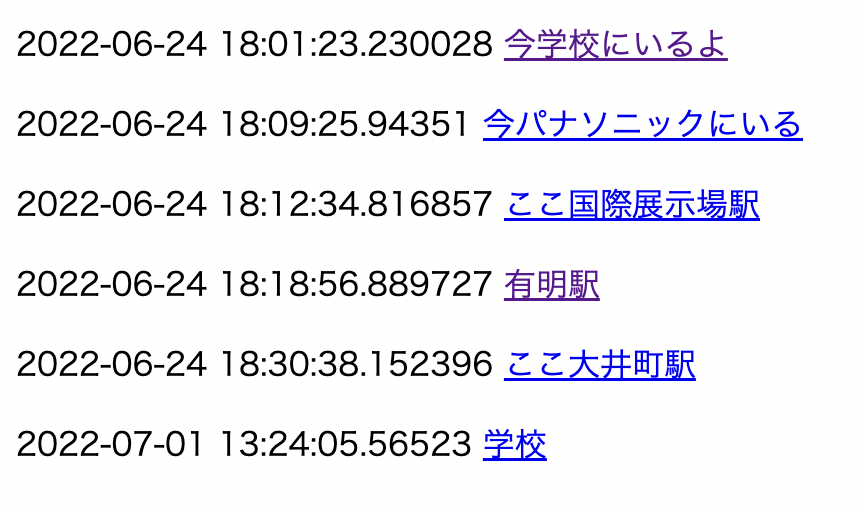 2022-06-24 18:01:23.230028 今学校にいるよ
2022-06-24 18:09:25.94351 今パナソニックにいる
2022-06-24 18:12:34.816857 ここ国際展示場駅
2022-06-24 18:18:56.889727 有明駅
2022-06-24 18:30:38.152396 ここ大井町駅
2022-07-01 13:24:05.56523 学校